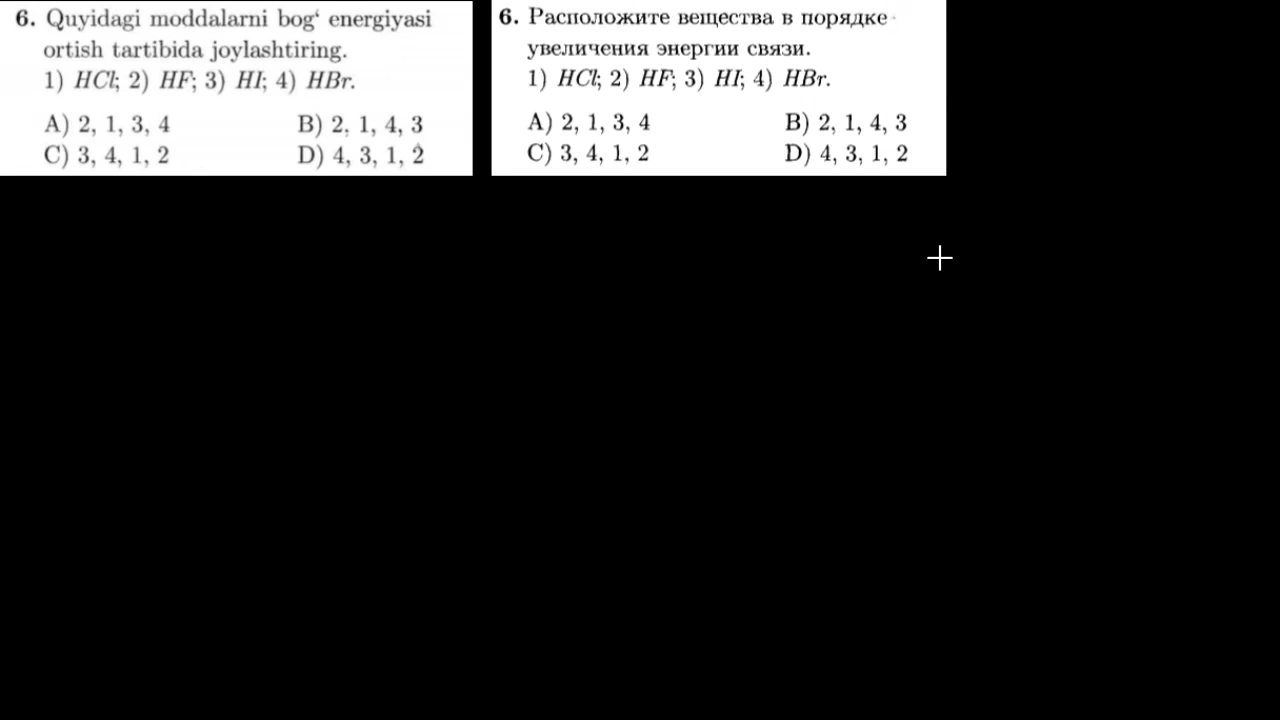 6. Quyidagi moddalarni bog‘ energiyasi
ortish tartibida joylashtiring.
1) HCl; 2) HF; 3) HI; 4) HBr.
A) 2, 1, 3, 4 B) 2, 1, 4, 3
C) 3, 4, 1, 2 D) 4, 3, 1, 2
6. Расположите вещества в порядке
увеличения энергии связи.
1) HCl; 2) HF; 3) HI; 4) HBr.
A) 2, 1, 3, 4 B) 2, 1, 4, 3
C) 3, 4, 1, 2 D) 4, 3, 1, 2